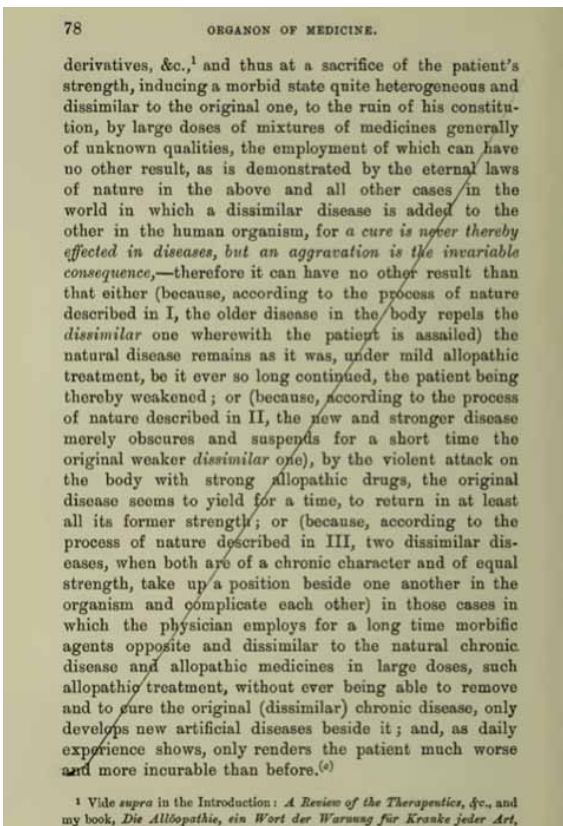 78 ORGANON OF MEDICINE.
derivatives, &c.,¹ and thus at a sacrifice of the patient's
strength, inducing a morbid state quite heterogeneous and
dissimilar to the original one, to the ruin of his constitu-
tion, by large doses of mixtures of medicines generally
of unknown qualities, the employment of which can have
no other result, as is demonstrated by the eternal laws
of nature in the above and all other cases in the
world in which a dissimilar disease is added to the
other in the human organism, for a cure is never thereby
effected in diseases, but an aggravation is the invariable
consequence,—therefore it can have no other result than
that either (because, according to the process of nature
described in I, the older disease in the body repels the
dissimilar one wherewith the patient is assailed) the
natural disease remains as it was, under mild allopathic
treatment, be it ever so long continued, the patient being
thereby weakened; or (because, according to the process
of nature described in II, the new and stronger disease
merely obscures and suspends for a short time the
original weaker dissimilar one), by the violent attack on
the body with strong allopathic drugs, the original
disease seems to yield for a time, to return in at least
all its former strength; or (because, according to the
process of nature described in III, two dissimilar dis-
eases, when both are of a chronic character and of equal
strength, take up a position beside one another in the
organism and complicate each other) in those cases in
which the physician employs for a long time morbific
agents opposite and dissimilar to the natural chronic
disease and allopathic medicines in large doses, such
allopathic treatment, without ever being able to remove
and to cure the original (dissimilar) chronic disease, only
develops new artificial diseases beside it; and, as daily
experience shows, only renders the patient much worse
and more incurable than before.(a)
¹ Vide supra in the Introduction: A Review of the Therapeutics, &c., and
my book, Die Allöopathie, ein Wort der Warnung für Kranke jeder Art,